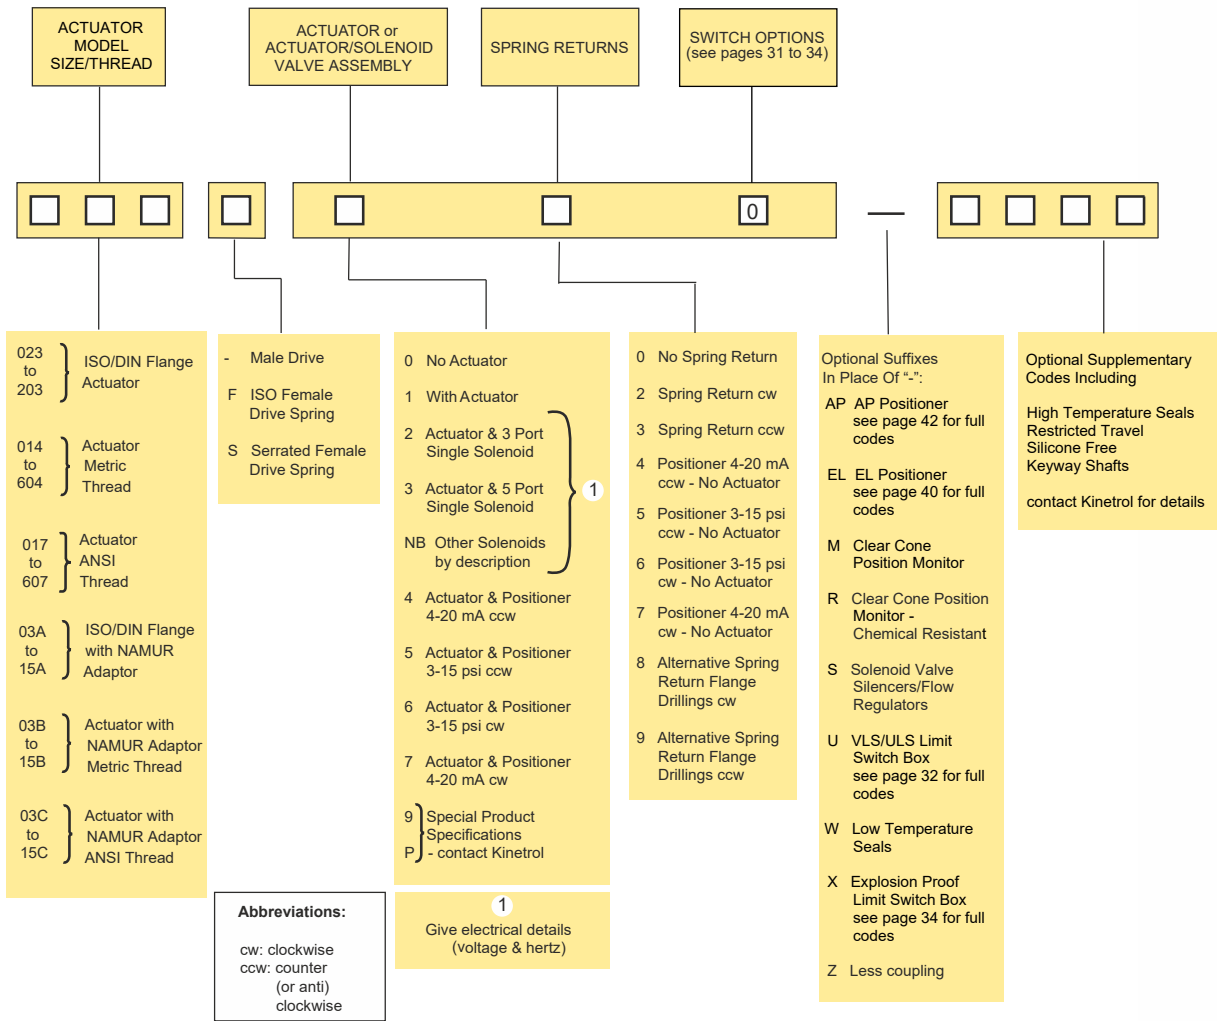 ACTUATOR
MODEL
SIZE/THREAD
ACTUATOR or
ACTUATOR/SOLENOID
VALVE ASSEMBLY
SPRING RETURNS
SWITCH OPTIONS
(see pages 31 to 34)
0
—
023
to
203
ISO/DIN Flange
Actuator
014
to
604
Actuator
Metric
Thread
017
to
607
Actuator
ANSI
Thread
03A
to
15A
ISO/DIN Flange
with NAMUR
Adaptor
03B
to
15B
Actuator with
NAMUR Adaptor
Metric Thread
03C
to
15C
Actuator with
NAMUR Adaptor
ANSI Thread
- Male Drive
F ISO Female
Drive Spring
S Serrated Female
Drive Spring
0 No Actuator
1 With Actuator
2 Actuator & 3 Port
Single Solenoid
3 Actuator & 5 Port
Single Solenoid
NB Other Solenoids
by description
1
4 Actuator & Positioner
4-20 mA ccw
5 Actuator & Positioner
3-15 psi ccw
6 Actuator & Positioner
3-15 psi cw
7 Actuator & Positioner
4-20 mA cw
9 Special Product
Specifications
P - contact Kinetrol
1
Give electrical details
(voltage & hertz)
0 No Spring Return
2 Spring Return cw
3 Spring Return ccw
4 Positioner 4-20 mA
ccw - No Actuator
5 Positioner 3-15 psi
ccw - No Actuator
6 Positioner 3-15 psi
cw - No Actuator
7 Positioner 4-20 mA
cw - No Actuator
8 Alternative Spring
Return Flange
Drillings cw
9 Alternative Spring
Return Flange
Drillings ccw
Optional Suffixes
In Place Of “-”:
AP AP Positioner
see page 42 for full
codes
EL EL Positioner
see page 40 for full
codes
M Clear Cone
Position Monitor
R Clear Cone Position
Monitor -
Chemical Resistant
S Solenoid Valve
Silencers/Flow
Regulators
U VLS/ULS Limit
Switch Box
see page 32 for full
codes
W Low Temperature
Seals
X Explosion Proof
Limit Switch Box
see page 34 for full
codes
Z Less coupling
Optional Supplementary
Codes Including
High Temperature Seals
Restricted Travel
Silicone Free
Keyway Shafts
contact Kinetrol for details
Abbreviations:
cw: clockwise
ccw: counter
(or anti)
clockwise